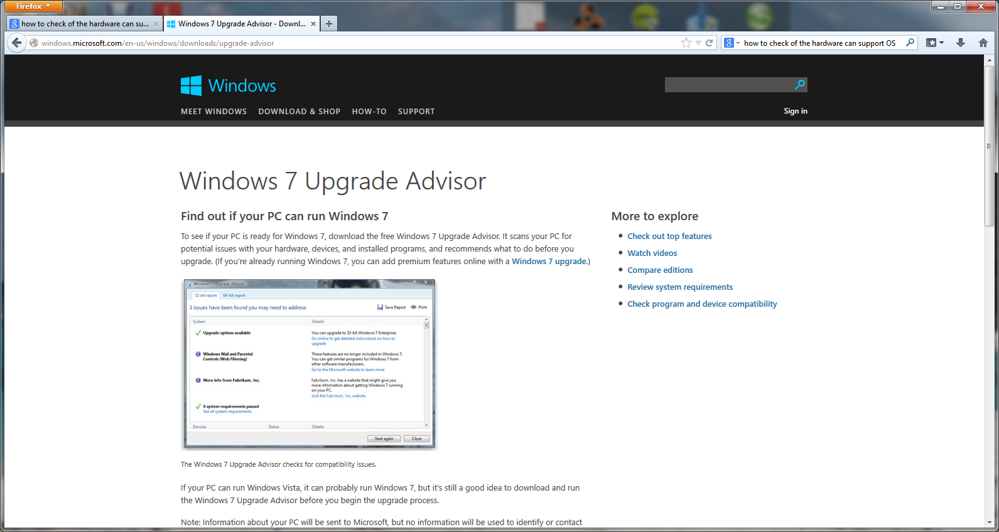 Firefox
how to check of the hardware can su...
Windows 7 Upgrade Advisor - Downl...
windows.microsoft.com/en-us/windows/downloads/upgrade-advisor
how to check of the hardware can support OS
Windows
MEET WINDOWS DOWNLOAD & SHOP HOW-TO SUPPORT
Sign in
Windows 7 Upgrade Advisor
Find out if your PC can run Windows 7
To see if your PC is ready for Windows 7, download the free Windows 7 Upgrade Advisor. It scans your PC for
potential issues with your hardware, devices, and installed programs, and recommends what to do before you
upgrade. (If you're already running Windows 7, you can add premium features online with a Windows 7 upgrade.)
Windows 7 Upgrade Advisor
32-bit report 64-bit report
3 issues have been found you may need to address
Save Report Print
System Details
Upgrade options available
You can upgrade to 32-bit Windows 7 Enterprise.
Go online to get detailed instructions on how to
upgrade
Windows Mail and Parental
Controls (Web Filtering)
These features are no longer included in Windows 7.
You can get similar programs for Windows 7 from
other software manufacturers.
Go to the Microsoft website to learn more
More info from Fabrikam, Inc.
Fabrikam, Inc. has a website that might give you
more information about getting Windows 7 running
on your PC.
Visit the Fabrikam, Inc. website
6 system requirements passed
See all system requirements
Devices Status Details
Start again Close
The Windows 7 Upgrade Advisor checks for compatibility issues.
If your PC can run Windows Vista, it can probably run Windows 7, but it's still a good idea to download and run
the Windows 7 Upgrade Advisor before you begin the upgrade process.
Note: Information about your PC will be sent to Microsoft, but no information will be used to identify or contact
More to explore
Check out top features
Watch videos
Compare editions
Review system requirements
Check program and device compatibility